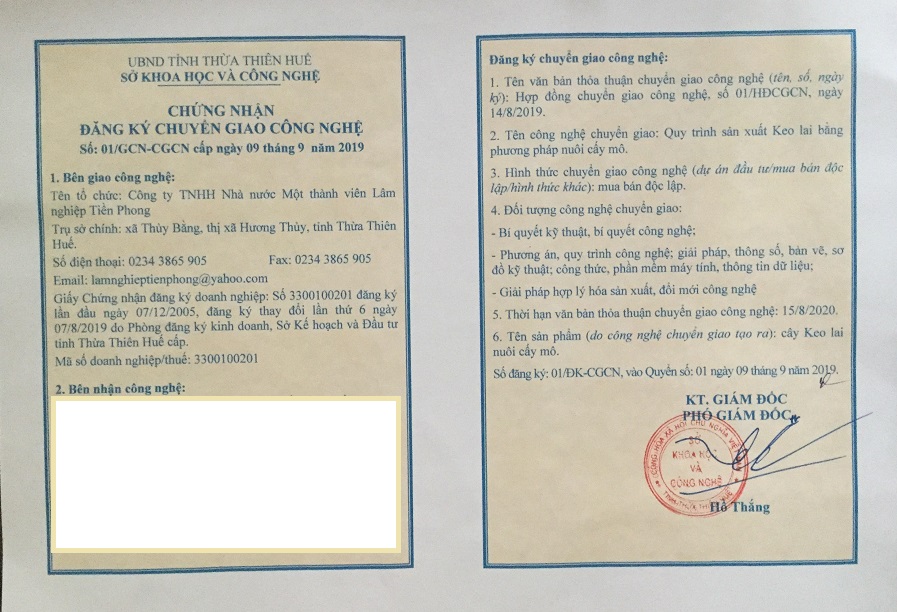 UBND TỈNH THỪA THIÊN HUẾ
SỞ KHOA HỌC VÀ CÔNG NGHỆ
CHỨNG NHẬN
ĐĂNG KÝ CHUYỂN GIAO CÔNG NGHỆ
Số: 01/GCN-CGCN cấp ngày 09 tháng 9 năm 2019
1. Bên giao công nghệ:
Tên tổ chức: Công ty TNHH Nhà nước Một thành viên Lâm
nghiệp Tiền Phong
Trụ sở chính: xã Thủy Bằng, thị xã Hương Thủy, tỉnh Thừa Thiên
Huế.
Số điện thoại: 0234 3865 905 Fax: 0234 3865 905
Email: lamnghieptienphong@yahoo.com
Giấy Chứng nhận đăng ký doanh nghiệp: Số 3300100201 đăng ký
lần đầu ngày 07/12/2005, đăng ký thay đổi lần thứ 6 ngày
07/8/2019 do Phòng đăng ký kinh doanh, Sở Kế hoạch và Đầu tư
tỉnh Thừa Thiên Huế cấp.
Mã số doanh nghiệp/thuế: 3300100201
2. Bên nhận công nghệ:
Đăng ký chuyển giao công nghệ:
1. Tên văn bản thỏa thuận chuyển giao công nghệ (tên, số, ngày
ký): Hợp đồng chuyển giao công nghệ, số 01/HĐCGCN, ngày
14/8/2019.
2. Tên công nghệ chuyển giao: Quy trình sản xuất Keo lai bằng
phương pháp nuôi cấy mô.
3. Hình thức chuyển giao công nghệ (dự án đầu tư/mua bán độc
lập/hình thức khác): mua bán độc lập.
4. Đối tượng công nghệ chuyển giao:
- Bí quyết kỹ thuật, bí quyết công nghệ;
- Phương án, quy trình công nghệ; giải pháp, thông số, bản vẽ, sơ
đồ kỹ thuật; công thức, phần mềm máy tính, thông tin dữ liệu;
- Giải pháp hợp lý hóa sản xuất, đổi mới công nghệ
5. Thời hạn văn bản thỏa thuận chuyển giao công nghệ: 15/8/2020.
6. Tên sản phẩm (do công nghệ chuyển giao tạo ra): cây Keo lai
nuôi cấy mô.
Số đăng ký: 01/ĐK-CGCN, vào Quyển số: 01 ngày 09 tháng 9 năm 2019.
KT. GIÁM ĐỐC
PHÓ GIÁM ĐỐC
CỘNG HÒA XÃ HỘI CHỦ NGHĨA VIỆT
SỞ
KHOA HỌC
VÀ
CÔNG NGHỆ
TỈNH THỪA THIÊN HUẾ
Hồ Thắng